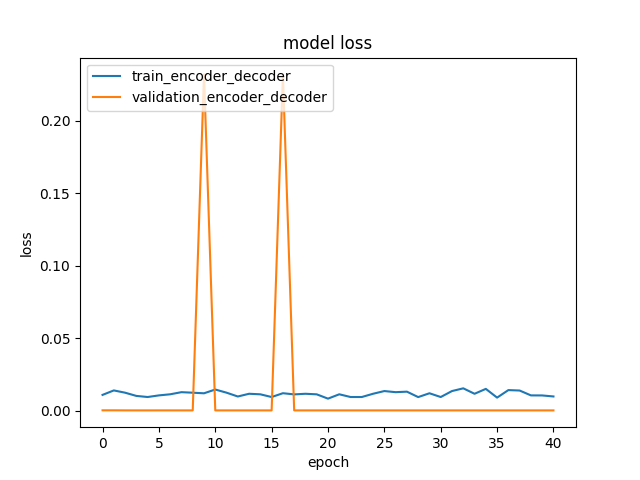 model loss
train_encoder_decoder
validation_encoder_decoder
loss
0.20
0.15
0.10
0.05
0.00
0 5 10 15 20 25 30 35 40
epoch